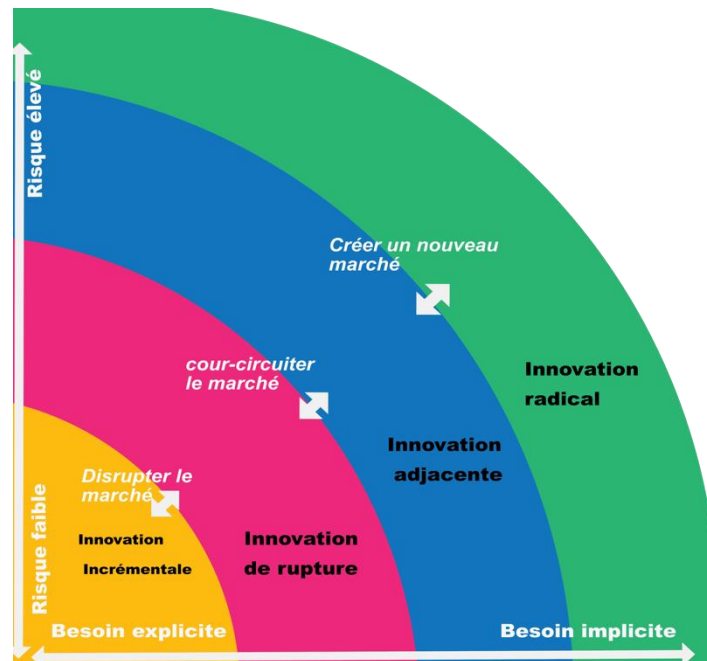 Risque élevé
Créer un nouveau
marché
cour-circuiter
le marché
Innovation
radical
Innovation
adjacente
Disrupter le
marché
Innovation
Incrémentale
Innovation
de rupture
Risque faible
Besoin explicite
Besoin implicite